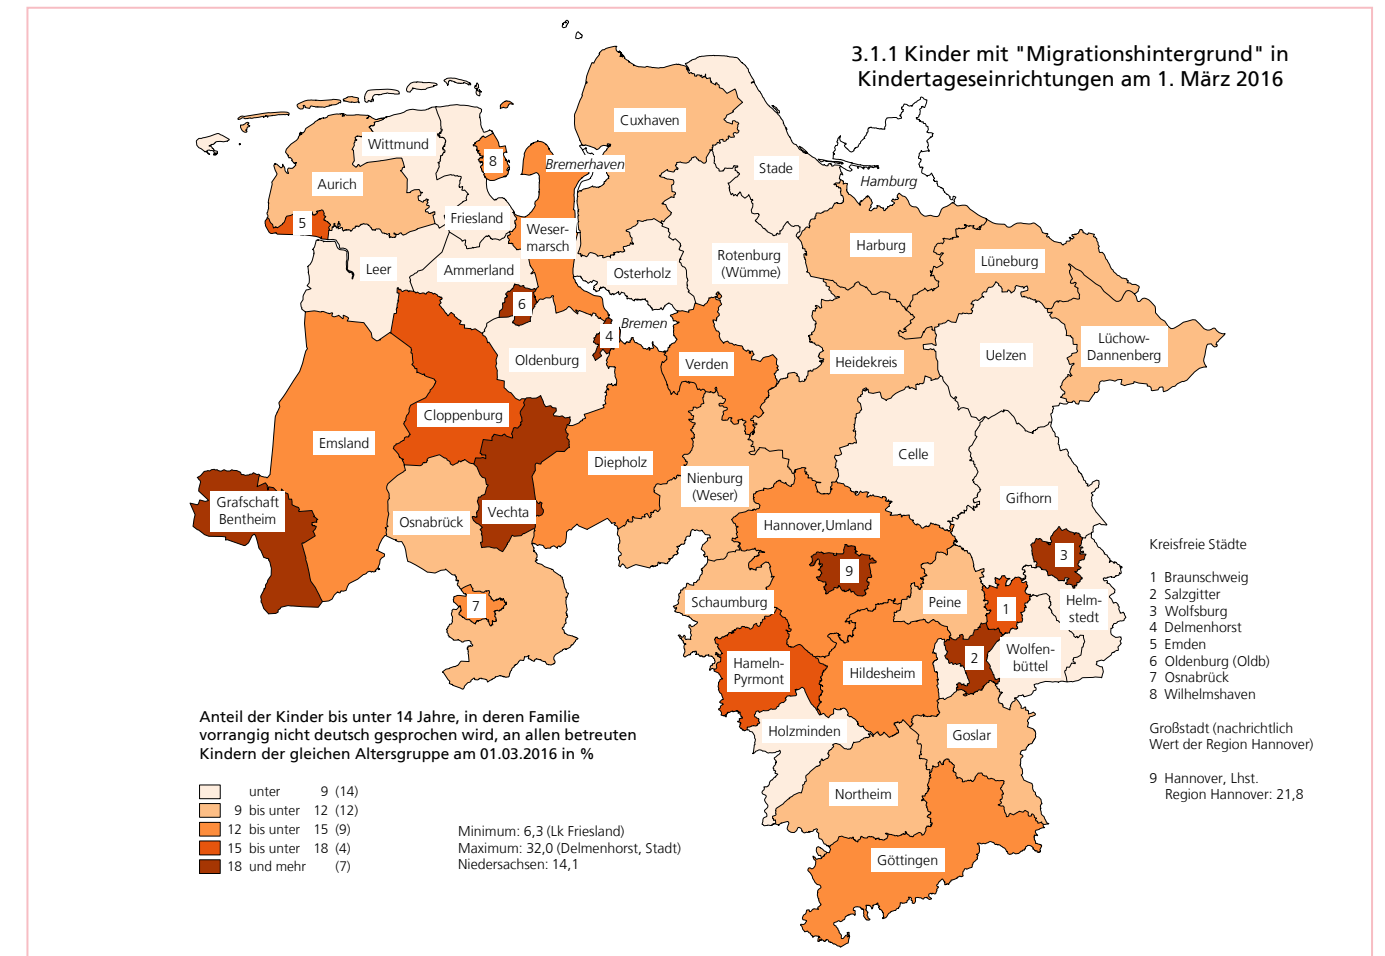 3.1.1 Kinder mit "Migrationshintergrund" in
Kindertageseinrichtungen am 1. März 2016
Cuxhaven
Wittmund
8
Bremerhaven
Stade
Aurich
Hamburg
5
Friesland
Weser-
marsch
Harburg
Rotenburg
(Wümme)
Lüneburg
Leer
Ammerland
Osterholz
6
Bremen
4
Oldenburg
Verden
Heidekreis
Uelzen
Lüchow-
Dannenberg
Cloppenburg
Emsland
Celle
Diepholz
Nienburg
(Weser)
Gifhorn
Grafschaft
Bentheim
Osnabrück
Vechta
Hannover,Umland
3
9
Schaumburg
Peine
1
Helm-
stedt
7
Hameln-
Pyrmont
Hildesheim
2
Wolfen-
büttel
Holzminden
Goslar
Northeim
Göttingen
Kreisfreie Städte
1 Braunschweig
2 Salzgitter
3 Wolfsburg
4 Delmenhorst
5 Emden
6 Oldenburg (Oldb)
7 Osnabrück
8 Wilhelmshaven
Großstadt (nachrichtlich
Wert der Region Hannover)
9 Hannover, Lhst.
Region Hannover: 21,8
Anteil der Kinder bis unter 14 Jahre, in deren Familie
vorrangig nicht deutsch gesprochen wird, an allen betreuten
Kindern der gleichen Altersgruppe am 01.03.2016 in %
unter 9 (14)
9 bis unter 12 (12)
12 bis unter 15 (9)
15 bis unter 18 (4)
18 und mehr (7)
Minimum: 6,3 (Lk Friesland)
Maximum: 32,0 (Delmenhorst, Stadt)
Niedersachsen: 14,1